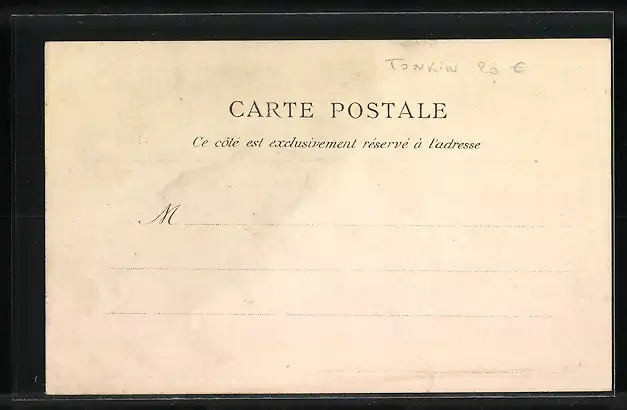 TONKIN 20 €
CARTE POSTALE
Ce côté est exclusivement réservé à l'adresse
M